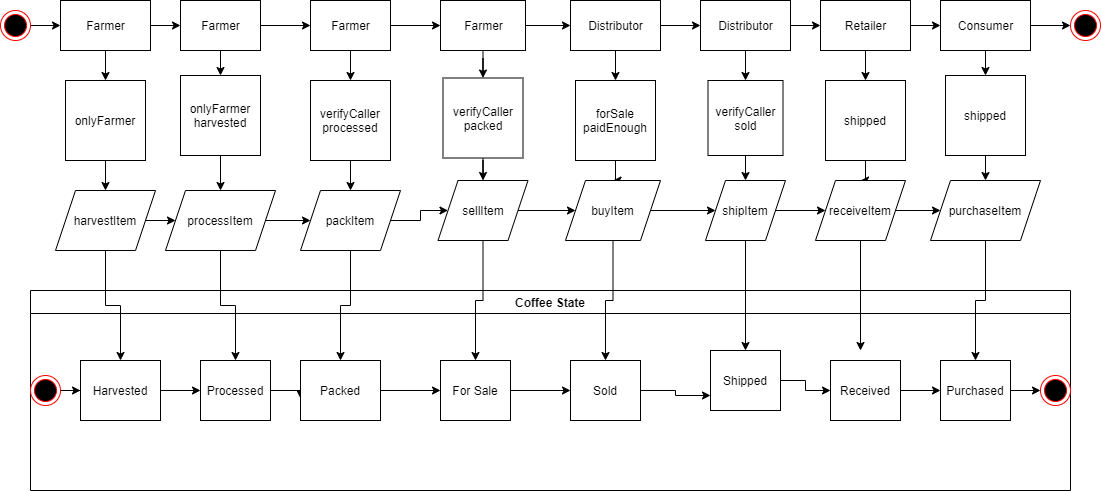 Farmer
Farmer
Farmer
Farmer
Distributor
Distributor
Retailer
Consumer
onlyFarmer
onlyFarmer
harvested
verifyCaller
processed
verifyCaller
packed
forSale
paidEnough
verifyCaller
sold
shipped
shipped
harvestItem
processItem
packItem
sellItem
buyItem
shipItem
receiveItem
purchaseItem
Coffee State
Harvested
Processed
Packed
For Sale
Sold
Shipped
Received
Purchased